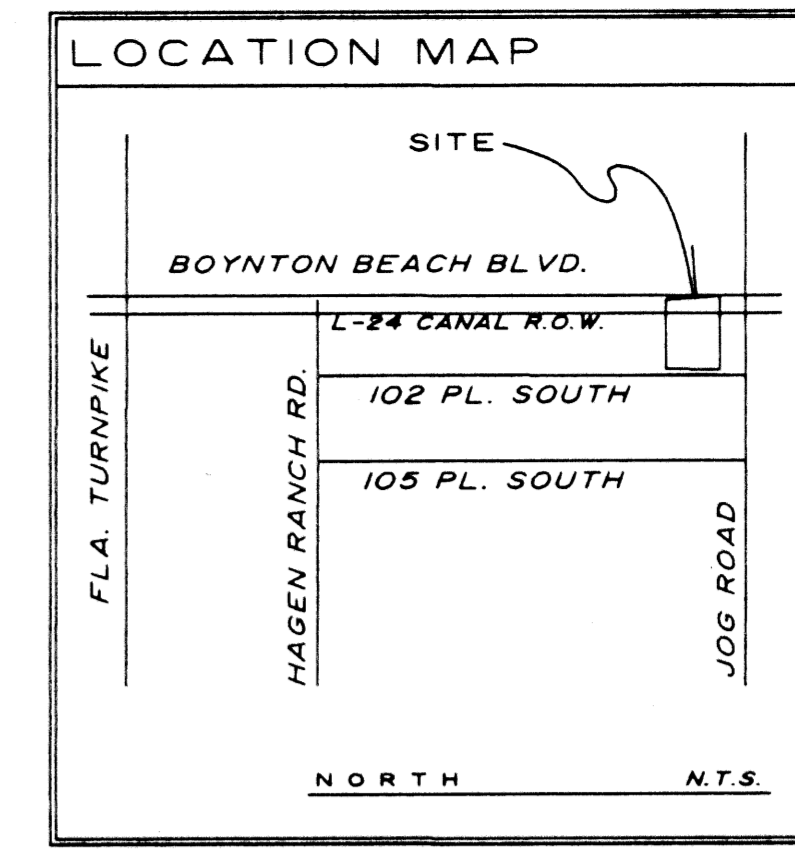 LOCATION MAP
SITE
BOYNTON BEACH BLVD.
L-24 CANAL R.O.W.
102 PL. SOUTH
105 PL. SOUTH
FLA. TURNPIKE
HAGEN RANCH RD.
JOG ROAD
NORTH
N.T.S.